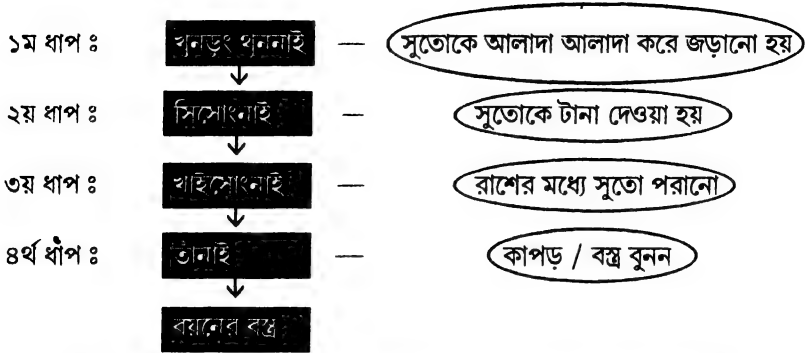 ১ম ধাপ ঃ খুনড়ুং থুননাই — সুতোকে আলাদা আলাদা করে জড়ানো হয়
২য় ধাপ ঃ সিসোংনাই — সুতোকে টানা দেওয়া হয়
৩য় ধাপ ঃ খাইসোংনাই — রাশের মধ্যে সুতো পরানো
৪র্থ ধাঁপ ঃ — কাপড় / বস্ত্র বুনন
বয়নের বস্ত্র